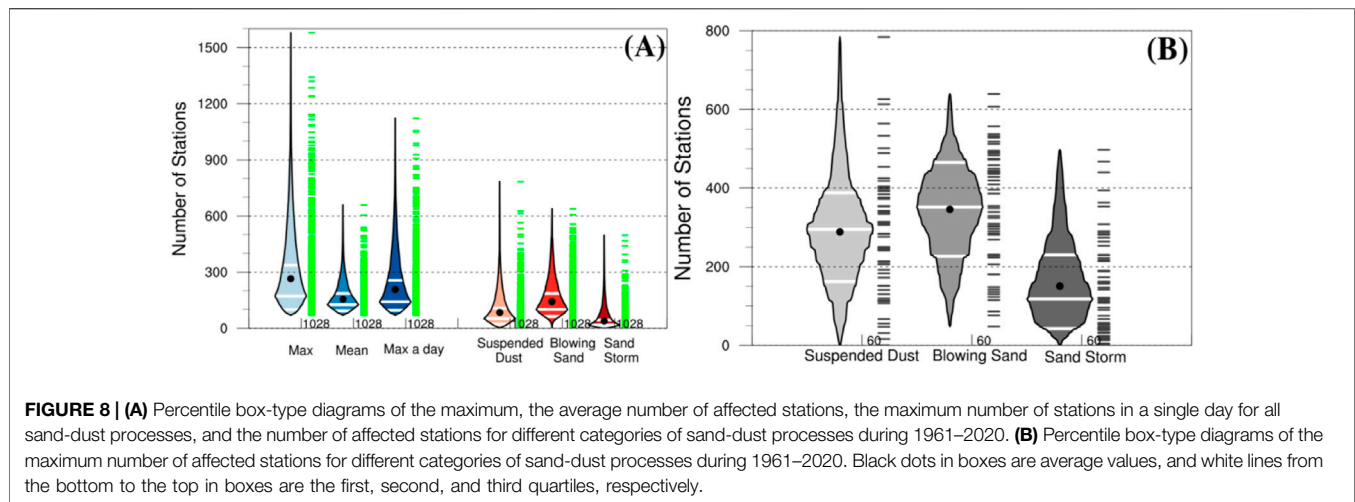 (A)
Number of Stations
1500
1200
900
600
300
0
1028
1028
1028
1028
1028
1028
Max
Mean
Max a day
Suspended
Dust
Blowing
Sand
Sand
Storm
(B)
Number of Stations
800
600
400
200
0
60
60
60
Suspended Dust
Blowing Sand
Sand Storm
FIGURE 8 | (A) Percentile box-type diagrams of the maximum, the average number of affected stations, the maximum number of stations in a single day for all
sand-dust processes, and the number of affected stations for different categories of sand-dust processes during 1961–2020. (B) Percentile box-type diagrams of the
maximum number of affected stations for different categories of sand-dust processes during 1961–2020. Black dots in boxes are average values, and white lines from
the bottom to the top in boxes are the first, second, and third quartiles, respectively.